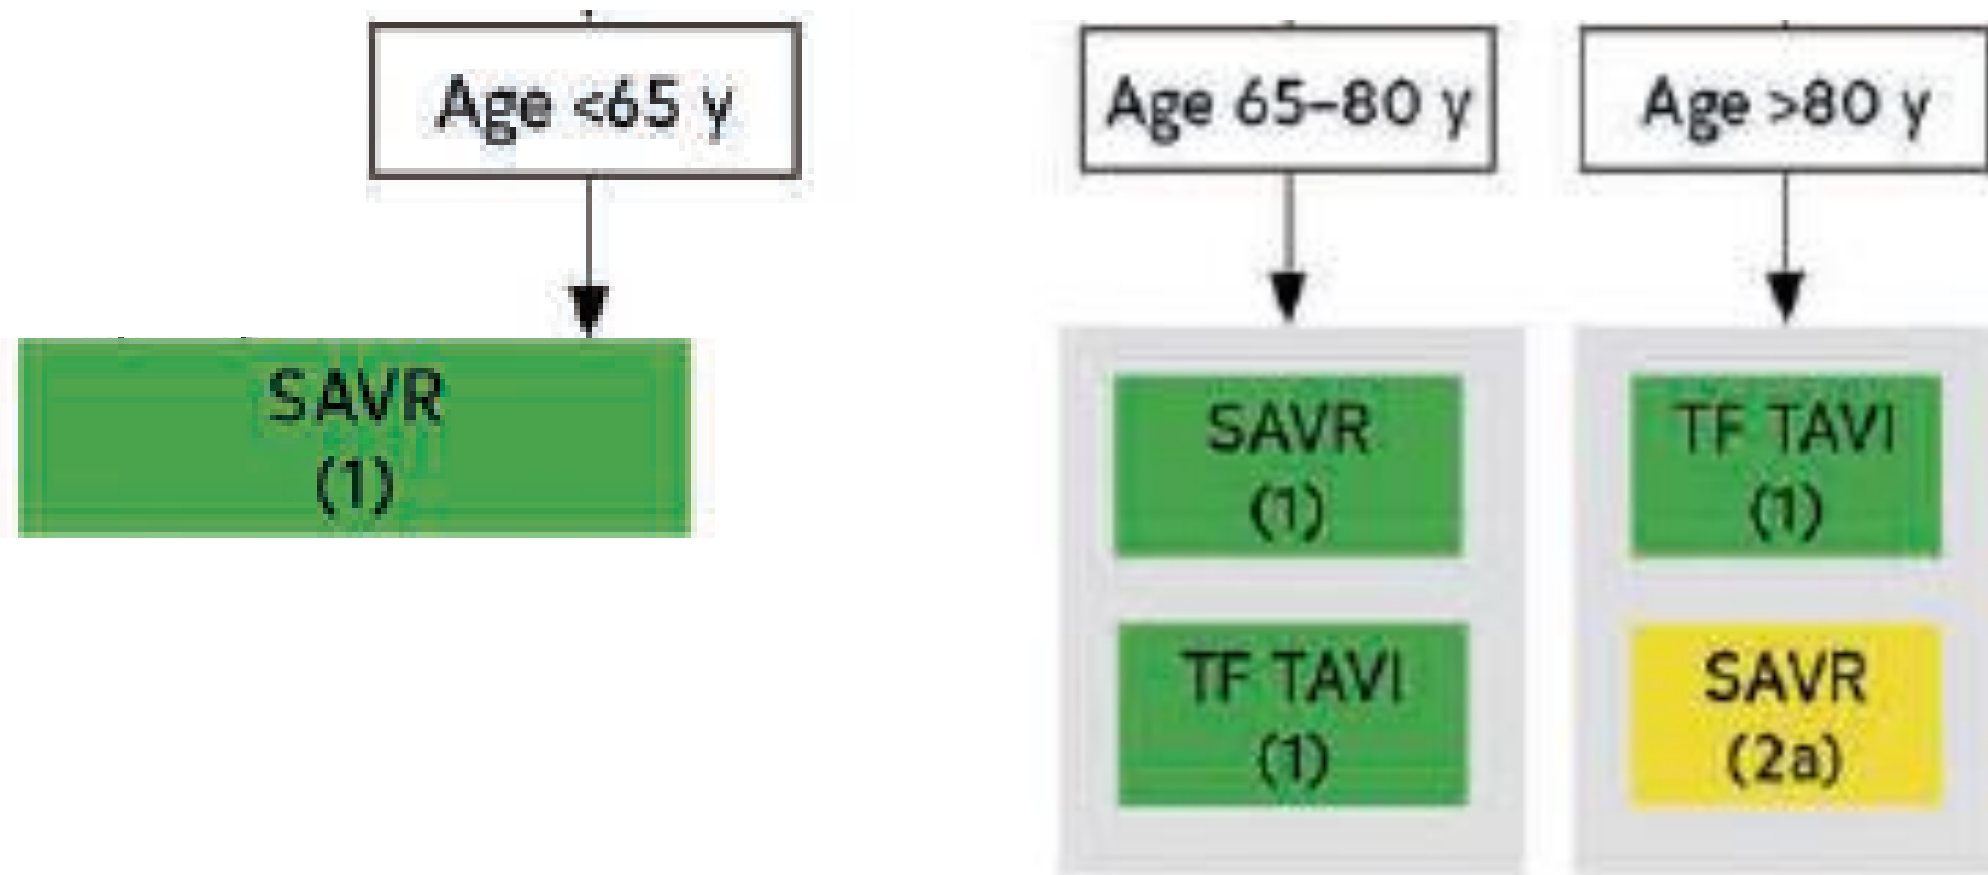 Age <65 y
SAVR
(1)
Age 65–80 y
SAVR
(1)
TF TAVI
(1)
Age >80 y
TF TAVI
(1)
SAVR
(2a)